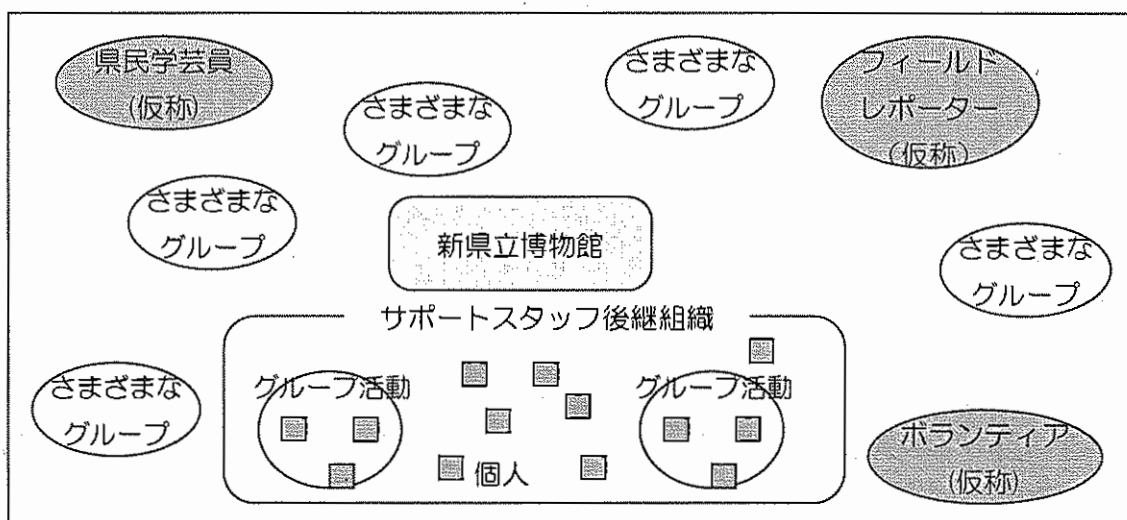 県民学芸員
(仮称)
さまざまな
グループ
さまざまな
グループ
フィールド
レポーター
(仮称)
さまざまな
グループ
新県立博物館
さまざまな
グループ
サポートスタッフ後継組織
グループ活動
グループ活動
個人
さまざまな
グループ
ボランティア
(仮称)